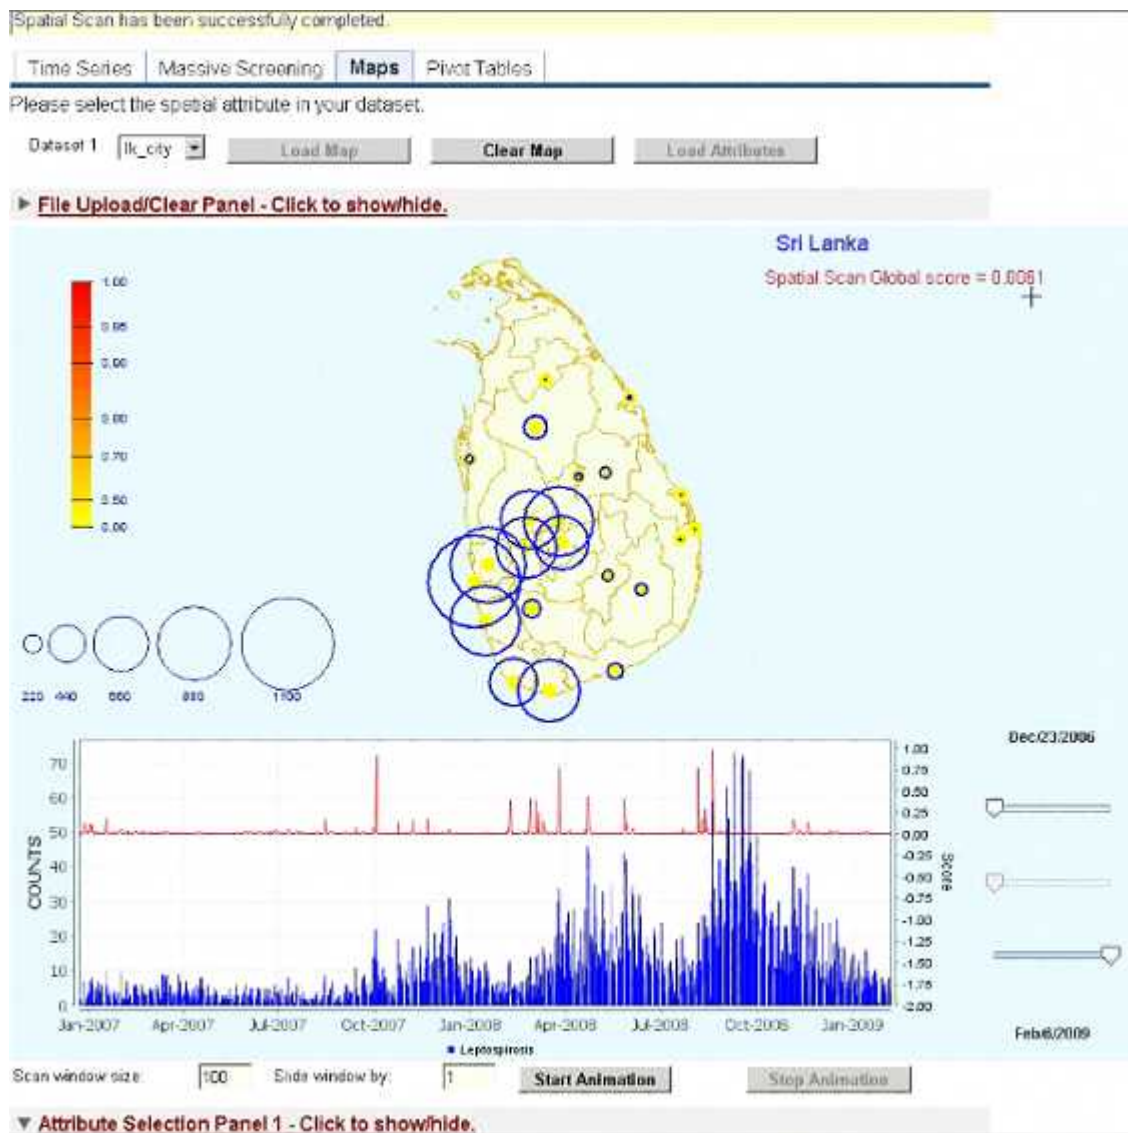 Spatial Scan has been successfully completed.
Time Series Massive Screening Maps Pivot Tables
Please select the spatial attribute in your dataset.
Dataset 1 lk_city Load Map Clear Map Load Attributes
File Upload/Clear Panel - Click to show/hide.
Sri Lanka
Spatial Scan Global score = 0.0061
1.00
0.95
0.90
0.80
0.70
0.50
0.00
220 440 660 880 1100
Dec/23/2006
70
60
50
40
30
20
10
0
COUNTS
1.00
0.75
0.50
0.25
0.00
-0.25
-0.50
-0.75
-1.00
-1.25
-1.50
-1.75
-2.00
Score
Jan-2007 Apr-2007 Jul-2007 Oct-2007 Jan-2008 Apr-2008 Jul-2008 Oct-2008 Jan-2009
Leptospirosis
Feb/6/2009
Scan window size: 100 Slide window by: 1 Start Animation Stop Animation
Attribute Selection Panel 1 - Click to show/hide.